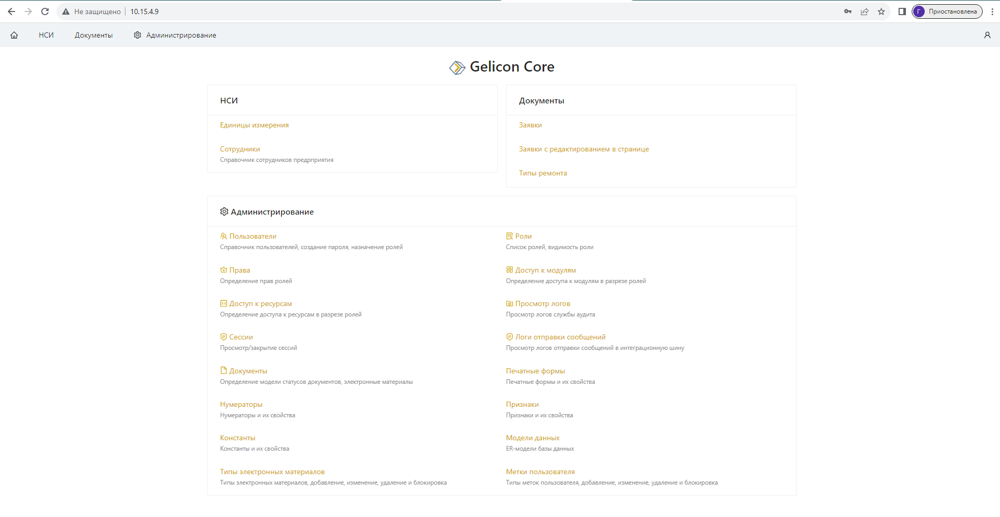 Не защищено
10.15.4.9
Г
Приостановлена
НСИ
Документы
Администрирование
Gelicon Core
НСИ
Единицы измерения
Сотрудники
Справочник сотрудников предрприятия
Документы
Заявки
Заявки с редактированием в странице
Типы ремонта
Администрирование
Пользователи
Справочник пользователей, создание пароля, назначение ролей
Роли
Список ролей, видимость роли
Права
Определение прав ролей
Доступ к модулям
Определение доступа к модулям в разрезе ролей
Доступ к ресурсам
Определение доступа к ресурсам в разрезе ролей
Просмотр логов
Просмотр логов службы аудита
Сессии
Просмотр/закрытие сессий
Логи отправки сообщений
Просмотр логов отправки сообщений в интеграционную шину
Документы
Определение модели статусов документов, электронные материалы
Печатные формы
Печатные формы и их свойства
Нумераторы
Нумераторы и их свойства
Признаки
Признаки и их свойства
Константы
Константы и их свойства
Модели данных
ER-модели базы данных
Типы электронных материалов
Типы электронных материалов, добавление, изменение, удаление и блокировка
Метки пользователя
Типы меток пользователя, добавление, изменение, удаление и блокировка